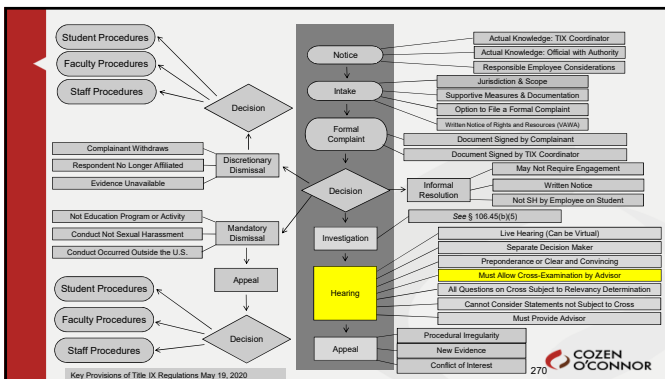 Student Procedures
Faculty Procedures
Staff Procedures
Decision
Complainant Withdraws
Respondent No Longer Affiliated
Evidence Unavailable
Discretionary
Dismissal
Not Education Program or Activity
Conduct Not Sexual Harassment
Conduct Occurred Outside the U.S.
Mandatory
Dismissal
Appeal
Student Procedures
Faculty Procedures
Staff Procedures
Decision
Key Provisions of Title IX Regulations May 19, 2020
Notice
Actual Knowledge: TIX Coordinator
Actual Knowledge: Official with Authority
Responsible Employee Considerations
Intake
Jurisdiction & Scope
Supportive Measures & Documentation
Option to File a Formal Complaint
Written Notice of Rights and Resources (VAWA)
Formal
Complaint
Document Signed by Complainant
Document Signed by TIX Coordinator
Decision
Informal
Resolution
May Not Require Engagement
Written Notice
Not SH by Employee on Student
Investigation
See § 106.45(b)(5)
Hearing
Live Hearing (Can be Virtual)
Separate Decision Maker
Preponderance or Clear and Convincing
Must Allow Cross-Examination by Advisor
All Questions on Cross Subject to Relevancy Determination
Cannot Consider Statements not Subject to Cross
Must Provide Advisor
Appeal
Procedural Irregularity
New Evidence
Conflict of Interest
270
COZEN
O'CONNOR